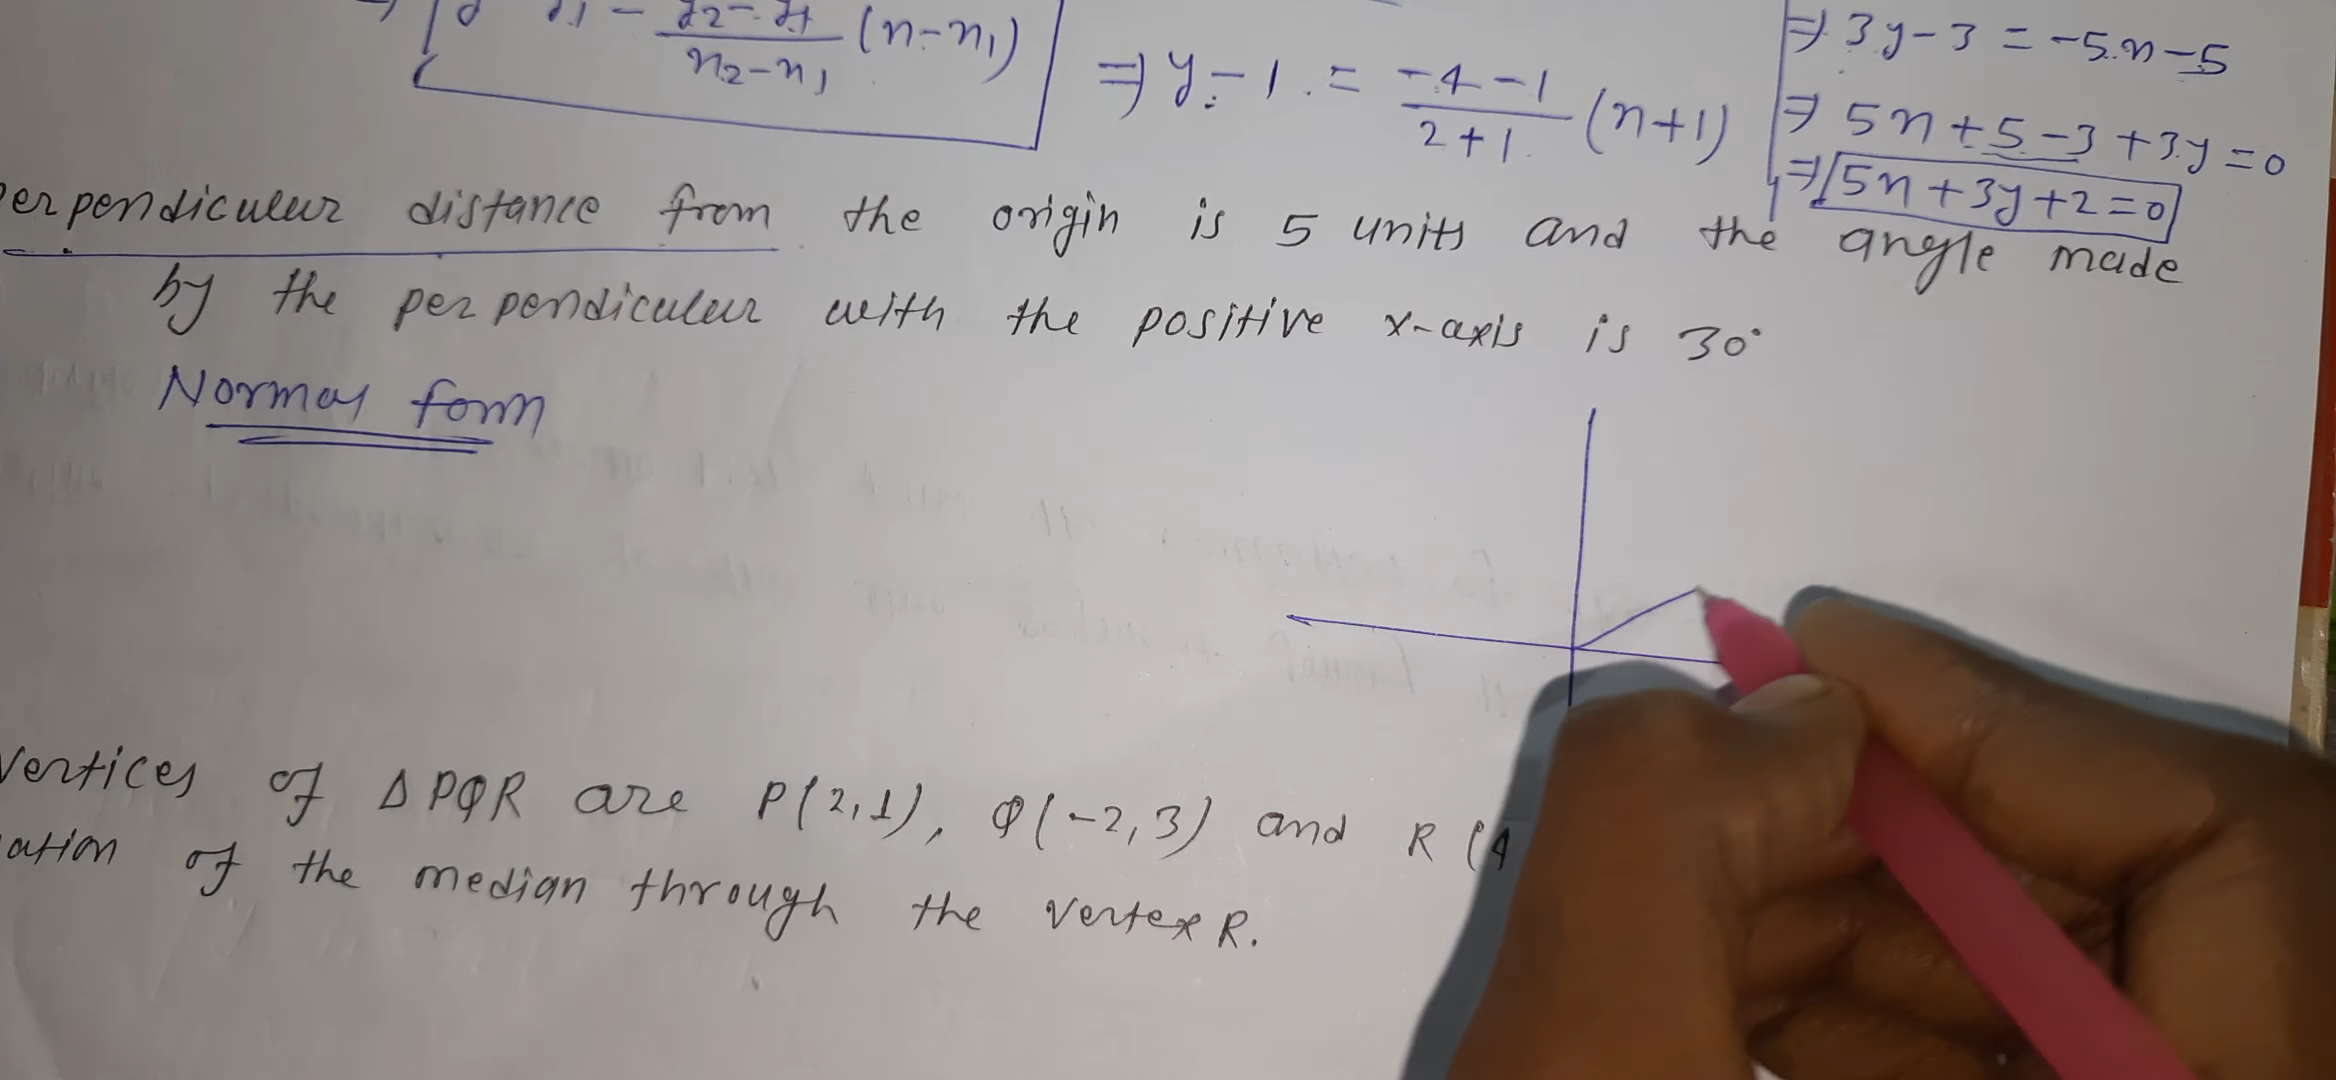 (x-x₁)
x₂-x₁
⇒ y-1 = \frac{-4-1}{2+1} (x+1)
⇒ 3y-3 = -5x-5
⇒ 5x+5-3+3y=0
⇒ 5x+3y+2=0
distance from the origin is 5 units and the angle made
by the perpendicular with the positive x-axis is 30°
Normal form
vertices of Δ PQR are P(2,1), Q(-2,3) and R (4
of the median through the vertex R.